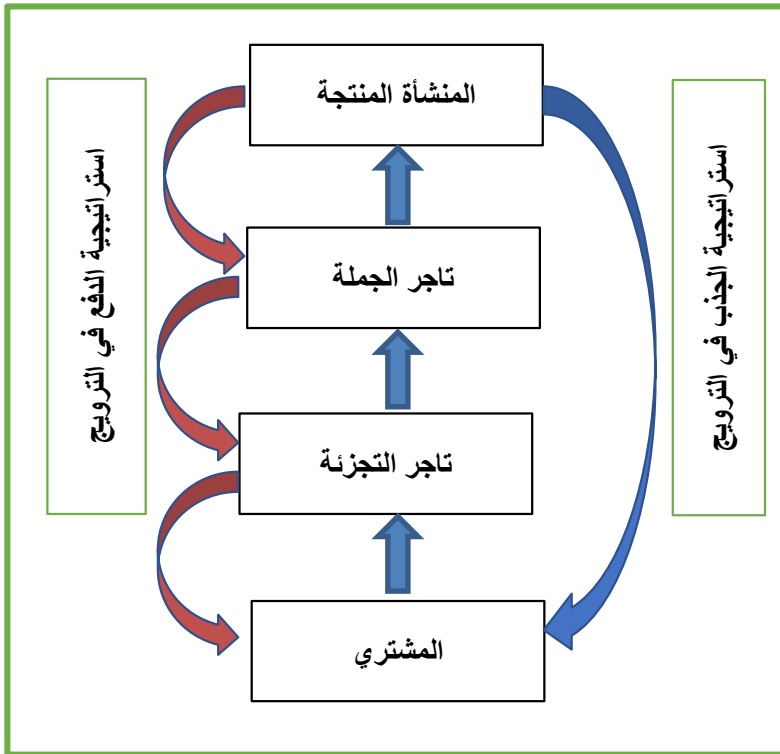 المنشأة المنتجة
تاجر الجملة
تاجر التجزئة
المشتري
استراتيجية الجذب في الترويج
استراتيجية الدفع في الترويج